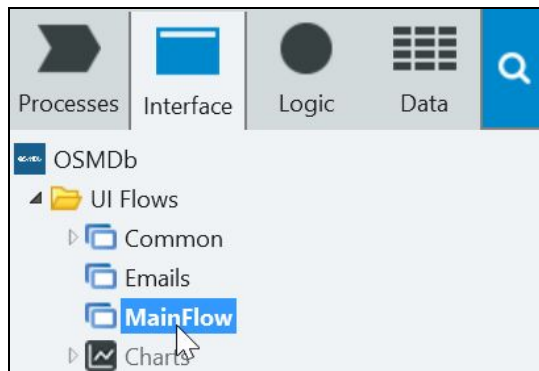 Processes Interface Logic Data
OSMDb
UI Flows
Common
Emails
MainFlow
Charts